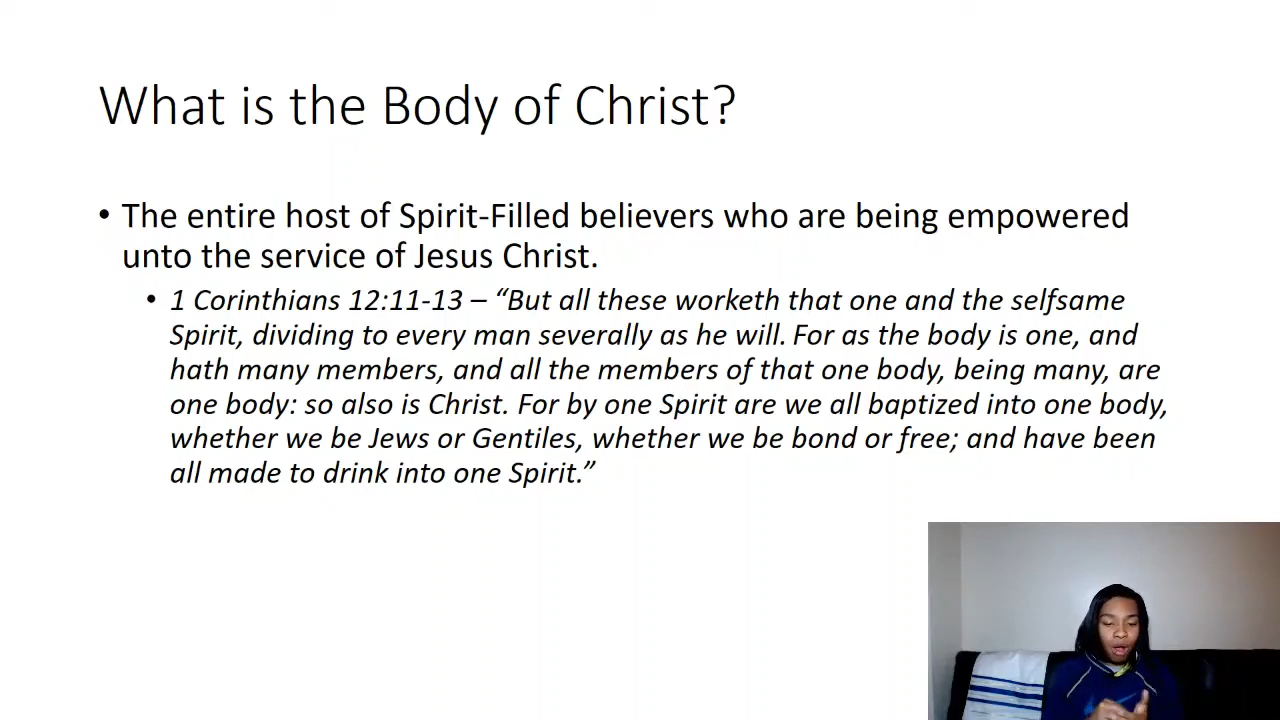 What is the Body of Christ?
• The entire host of Spirit-Filled believers who are being empowered
unto the service of Jesus Christ.
• 1 Corinthians 12:11-13 – “But all these worketh that one and the selfsame
Spirit, dividing to every man severally as he will. For as the body is one, and
hath many members, and all the members of that one body, being many, are
one body: so also is Christ. For by one Spirit are we all baptized into one body,
whether we be Jews or Gentiles, whether we be bond or free; and have been
all made to drink into one Spirit.”